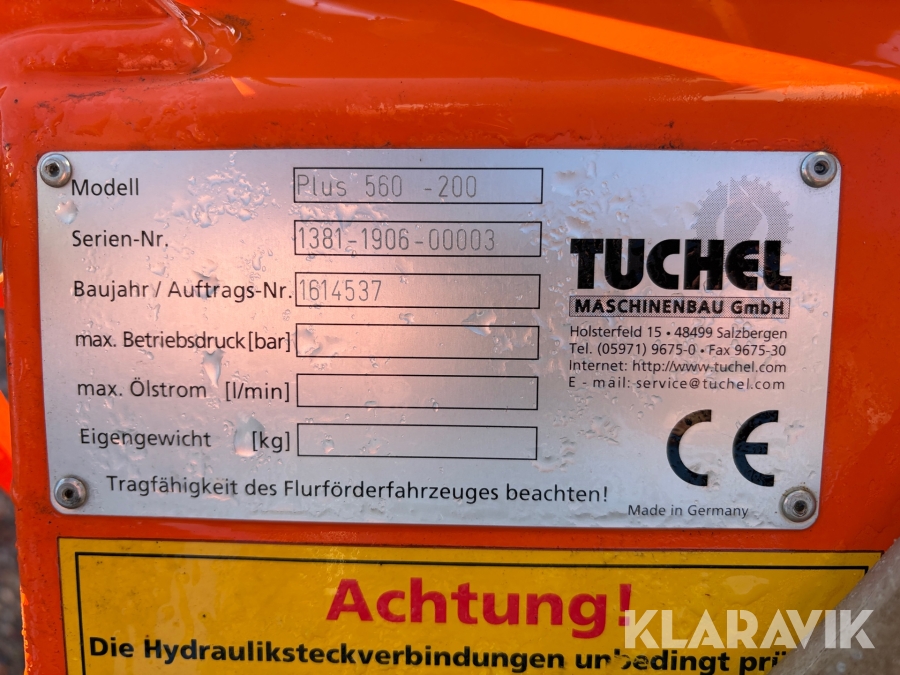 Modell Plus 560 -200
Serien-Nr. 1381-1906-00003
Baujahr / Auftrags-Nr. 1614537
max. Betriebsdruck [bar]
max. Ölstrom [l/min]
Eigengewicht [kg]
Tragfähigkeit des Flurförderfahrzeuges beachten!
TUCHEL
MASCHINENBAU GmbH
Holsterfeld 15 • 48499 Salzbergen
Tel. (05971) 9675-0 • Fax 9675-30
Internet: http://www.tuchel.com
E - mail: service@tuchel.com
CE
Made in Germany
Achtung!
Die Hydrauliksteckverbindungen unbedingt
KLARAVIK